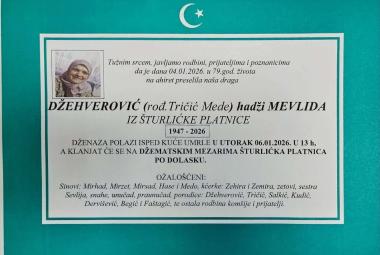 Tužnim srcem, javljamo rodbini, prijateljima i poznanicima
da je dana 04.01.2026. u 79.god. života
na ahiret preselila naša draga
DŽEHVEROVIĆ (rođ.Tričić Mede) hadži MEVLIDA
IZ ŠTURLIĆKE PLATNICE
1947 - 2026
DŽENAZA POLAZI ISPED KUĆE UMRLE U UTORAK 06.01.2026. U 13 h.
A KLANJAT ĆE SE NA DŽEMATSKIM MEZARIMA ŠTURLIĆKA PLATNICA
PO DOLASKU.
OŽALOŠĆENI:
Sinovi: Mirhad, Mirzet, Mirsad, Hase i Medo, kćerke: Zehira i Zemira, zetovi, sestra
Sevlija, snahe, unučad, praunučad, porodice: Džehverović, Tričić, Salkić, Kudić,
Dervišević, Begić i Faštagić, te ostala rodbina komšije i prijatelji.